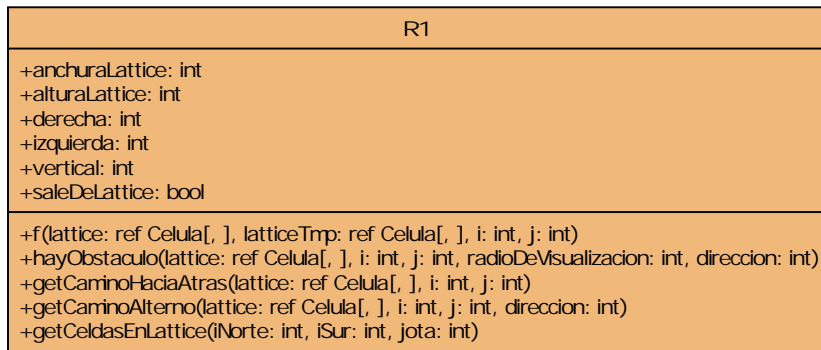 R1
+anchuraLattice: int
+alturaLattice: int
+derecha: int
+izquierda: int
+vertical: int
+saleDeLattice: bool
+f(lattice: ref Celula[, ], latticeTmp: ref Celula[, ], i: int, j: int)
+hayObstaculo(lattice: ref Celula[, ], i: int, j: int, radioDeVisualizacion: int, direccion: int)
+getCaminoHaciaAtras(lattice: ref Celula[, ], i: int, j: int)
+getCaminoAlterno(lattice: ref Celula[, ], i: int, j: int, direccion: int)
+getCeldasEnLattice(iNorte: int, iSur: int, jota: int)